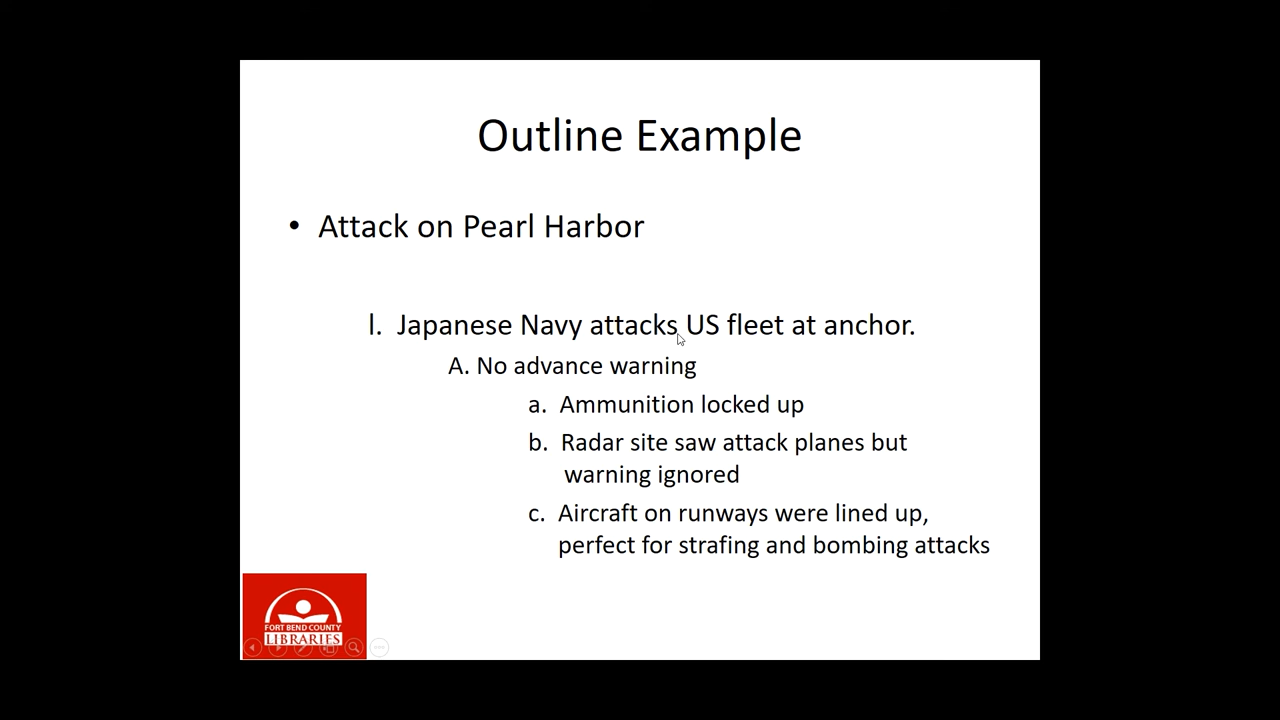 Outline Example
• Attack on Pearl Harbor
I. Japanese Navy attacks US fleet at anchor.
A. No advance warning
a. Ammunition locked up
b. Radar site saw attack planes but
warning ignored
c. Aircraft on runways were lined up,
perfect for strafing and bombing attacks
FORT BEND COUNTY
LIBRARIES